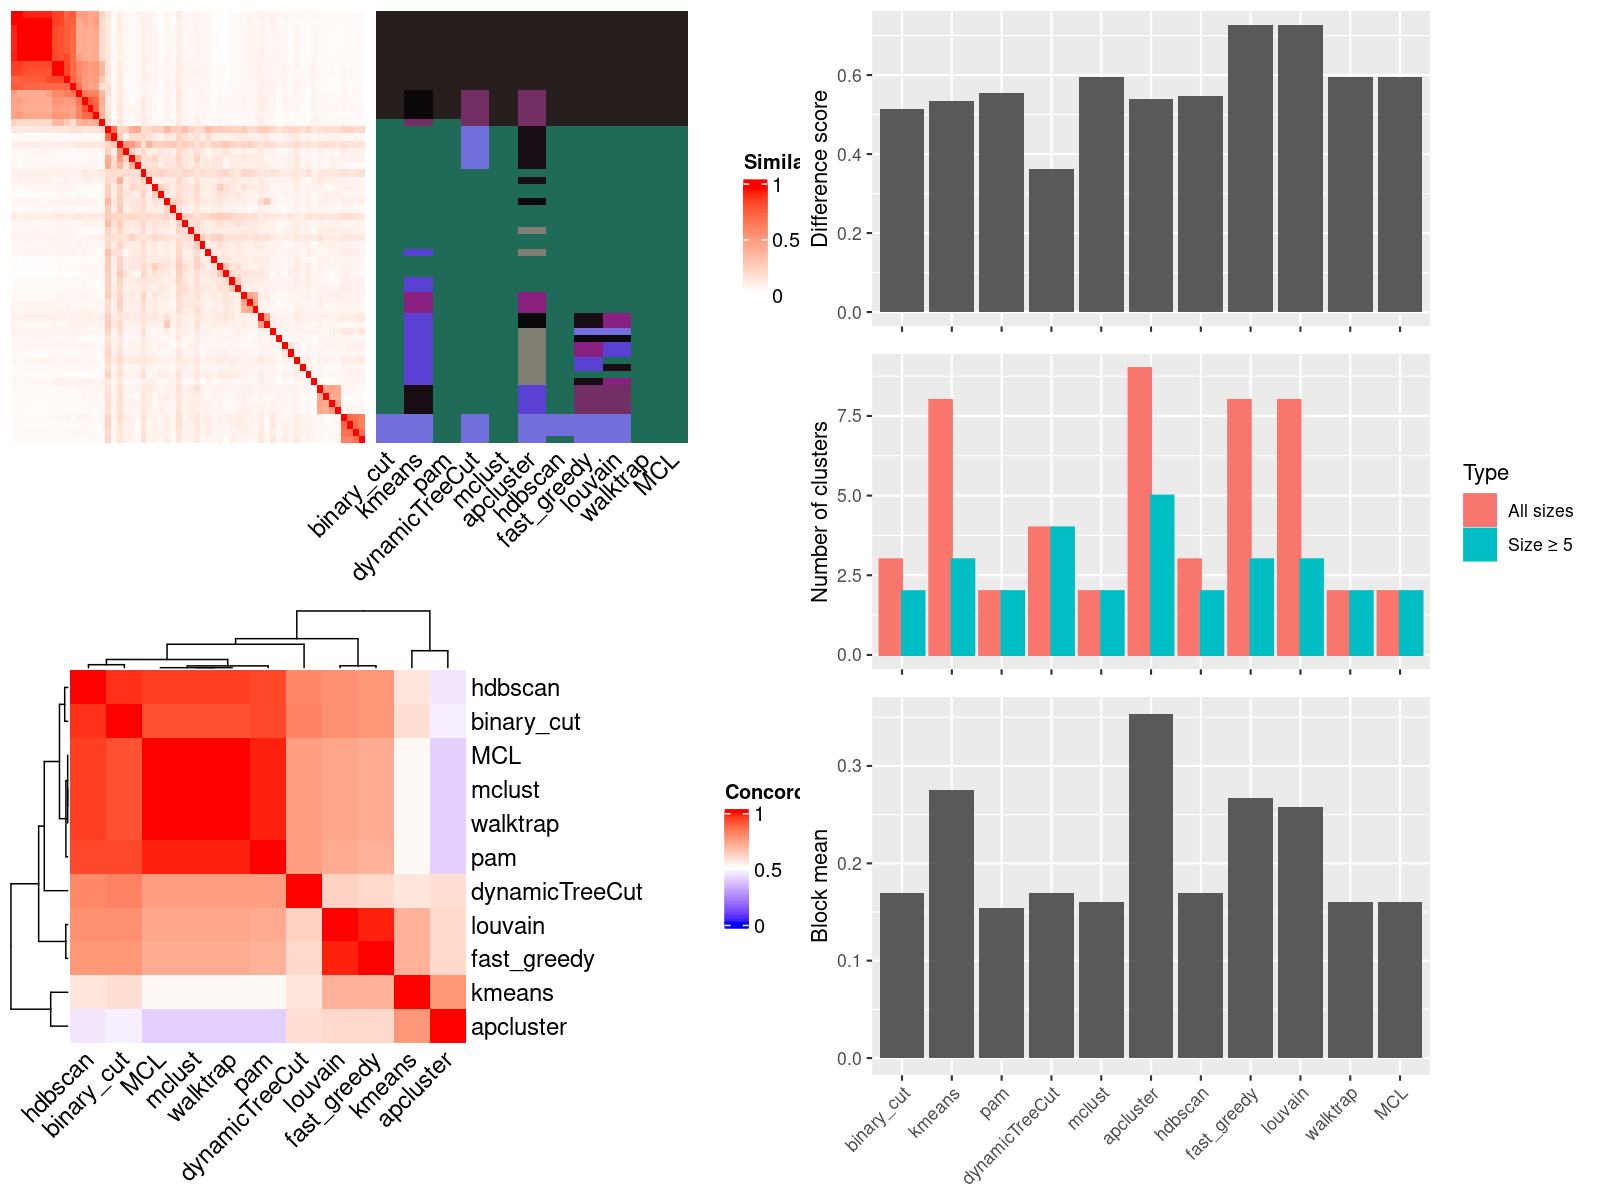 Simila
1
0.5
0
binary_cut
kmeans
pam
dynamicTreeCut
mclust
apcluster
hdbscan
fast_greedy
louvain
walktrap
MCL
hdbscan
binary_cut
MCL
mclust
walktrap
pam
dynamicTreeCut
louvain
fast_greedy
kmeans
apcluster
hdbscan
binary_cut
MCL
mclust
walktrap
pam
dynamicTreeCut
louvain
fast_greedy
kmeans
apcluster
Concord
1
0.5
0
Difference score
0.6
0.4
0.2
0.0
Number of clusters
7.5
5.0
2.5
0.0
Type
All sizes
Size ≥ 5
Block mean
0.3
0.2
0.1
0.0
binary_cut
kmeans
pam
dynamicTreeCut
mclust
apcluster
hdbscan
fast_greedy
louvain
walktrap
MCL